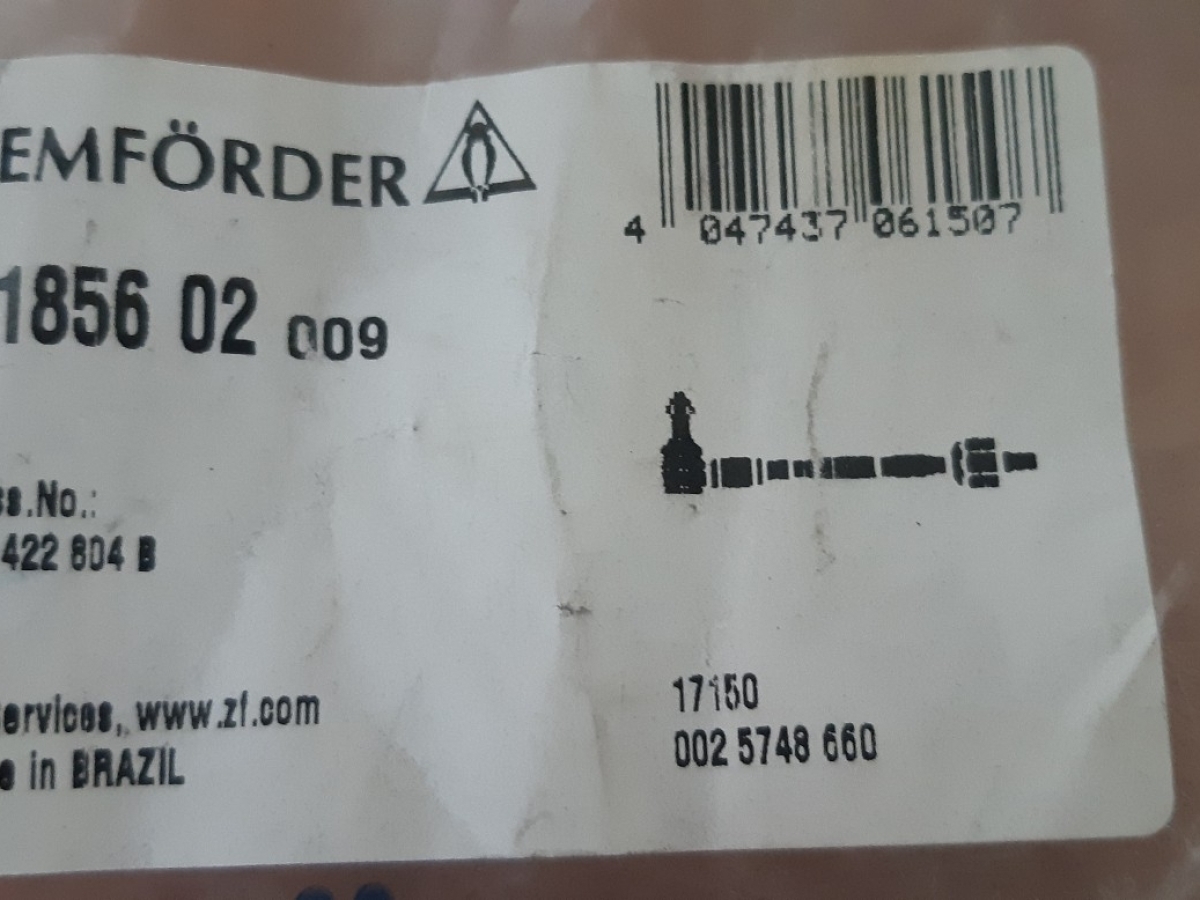 EMFÖRDER
4 047437 061507
1856 02 009
ss.No.:
422 804 B
ervices, www.zf.com
e in BRAZIL
17150
002 5748 660